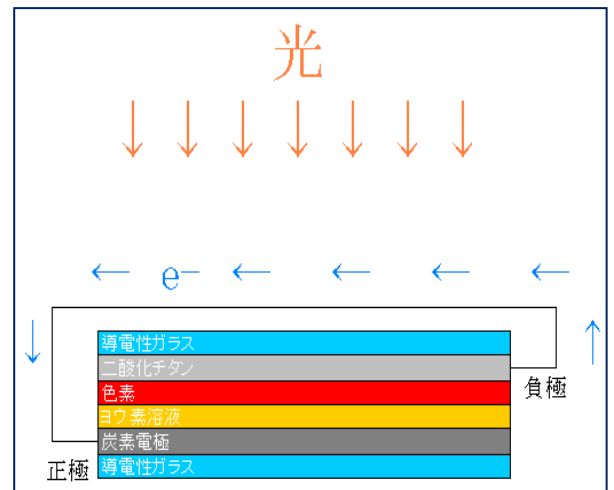 光
e-
導電性ガラス
二酸化チタン
色素
ヨウ素溶液
炭素電極
導電性ガラス
負極
正極